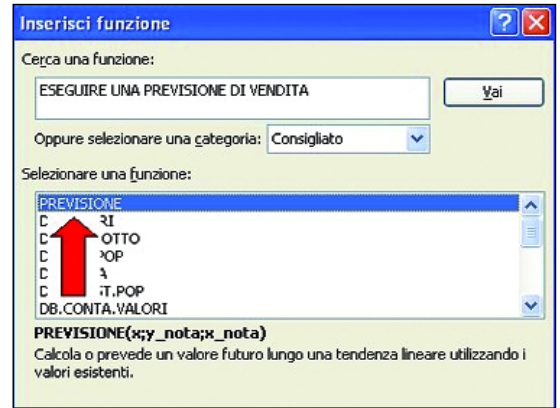 Inserisci funzione
Cerca una funzione:
ESEGUIRE UNA PREVISIONE DI VENDITA
Vai
Oppure selezionare una categoria: Consigliato
Selezionare una funzione:
PREVISIONE
DB.CONTA.VALORI
PREVISIONE(x;y_nota;x_nota)
Calcola o prevede un valore futuro lungo una tendenza lineare utilizzando i
valori esistenti.